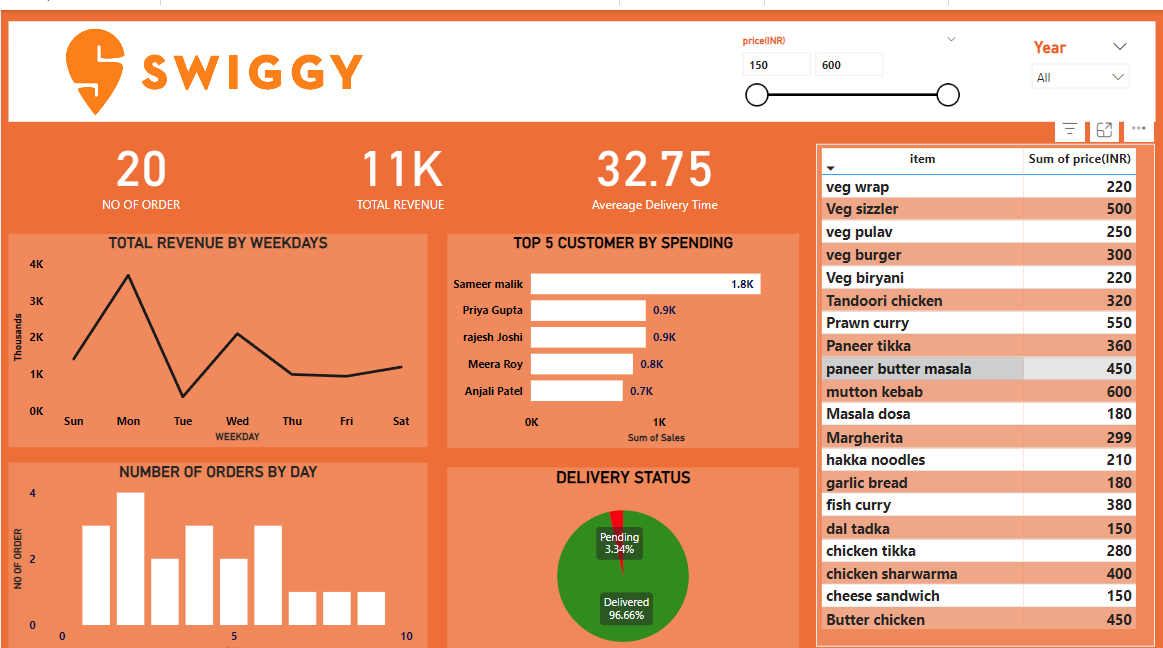 SWIGGY
price(INR)
150 600
Year
All
20
NO OF ORDER
11K
TOTAL REVENUE
32.75
Avereage Delivery Time
TOTAL REVENUE BY WEEKDAYS
Thousands
4K
3K
2K
1K
0K
Sun Mon Tue Wed Thu Fri Sat
WEEKDAY
TOP 5 CUSTOMER BY SPENDING
Sameer malik 1.8K
Priya Gupta 0.9K
rajesh Joshi 0.9K
Meera Roy 0.8K
Anjali Patel 0.7K
0K 1K
Sum of Sales
NUMBER OF ORDERS BY DAY
NO OF ORDER
4
2
0
0 5 10
DELIVERY STATUS
Pending
3.34%
Delivered
96.66%
item Sum of price(INR)
veg wrap 220
Veg sizzler 500
veg pulav 250
veg burger 300
Veg biryani 220
Tandoori chicken 320
Prawn curry 550
Paneer tikka 360
paneer butter masala 450
mutton kebab 600
Masala dosa 180
Margherita 299
hakka noodles 210
garlic bread 180
fish curry 380
dal tadka 150
chicken tikka 280
chicken sharwarma 400
cheese sandwich 150
Butter chicken 450